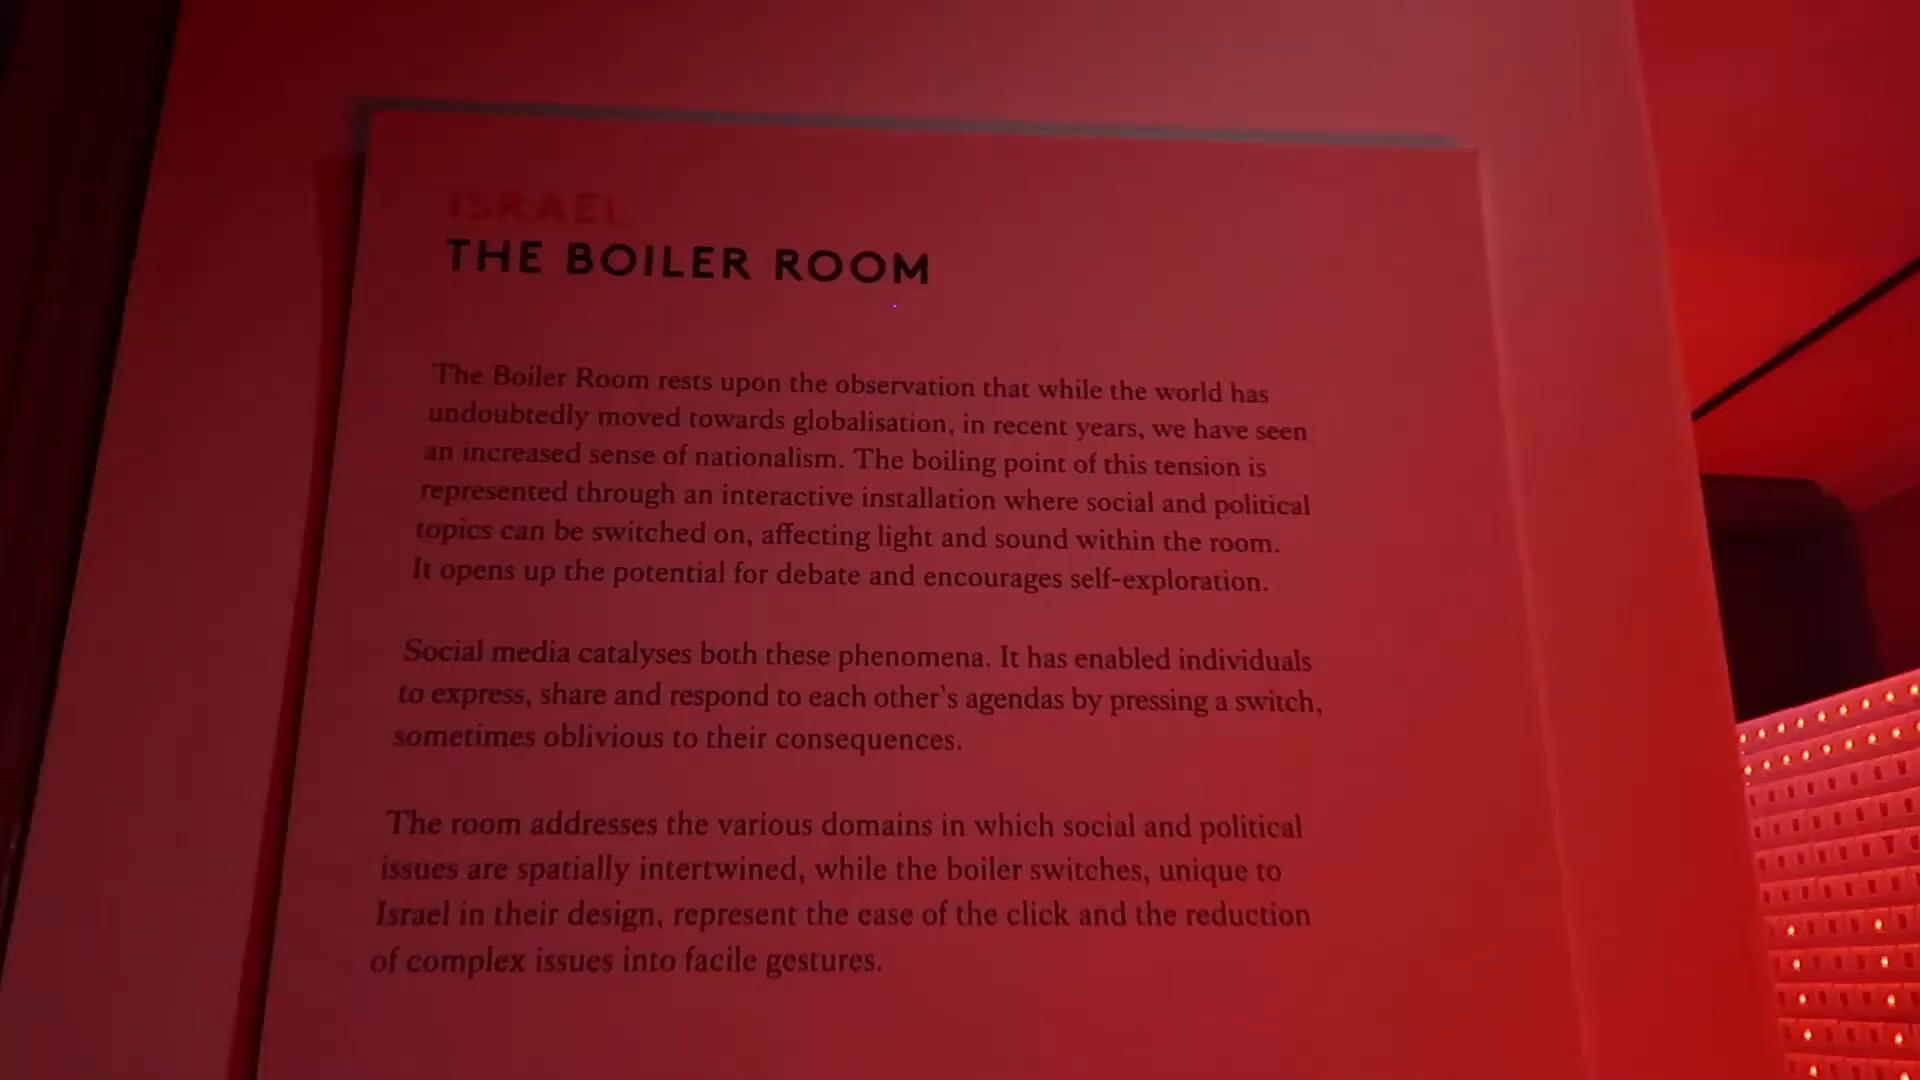 ISRAEL
THE BOILER ROOM
The Boiler Room rests upon the observation that while the world has
undoubtedly moved towards globalisation, in recent years, we have seen
an increased sense of nationalism. The boiling point of this tension is
represented through an interactive installation where social and political
topics can be switched on, affecting light and sound within the room.
It opens up the potential for debate and encourages self-exploration.
Social media catalyses both these phenomena. It has enabled individuals
to express, share and respond to each other’s agendas by pressing a switch,
sometimes oblivious to their consequences.
The room addresses the various domains in which social and political
issues are spatially intertwined, while the boiler switches, unique to
Israel in their design, represent the ease of the click and the reduction
of complex issues into facile gestures.